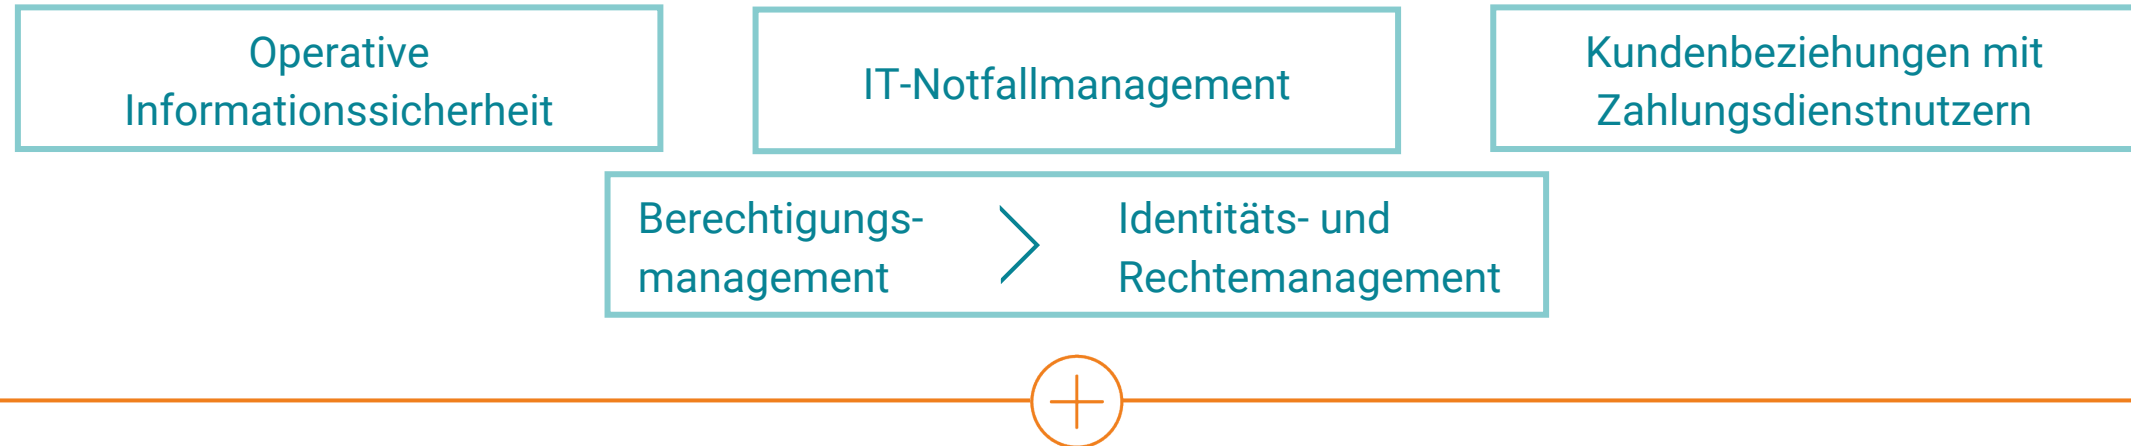 Operative
Informationssicherheit
IT-Notfallmanagement
Kundenbeziehungen mit
Zahlungsdienstnutzern
Berechtigungs-
management
Identitäts- und
Rechtemanagement